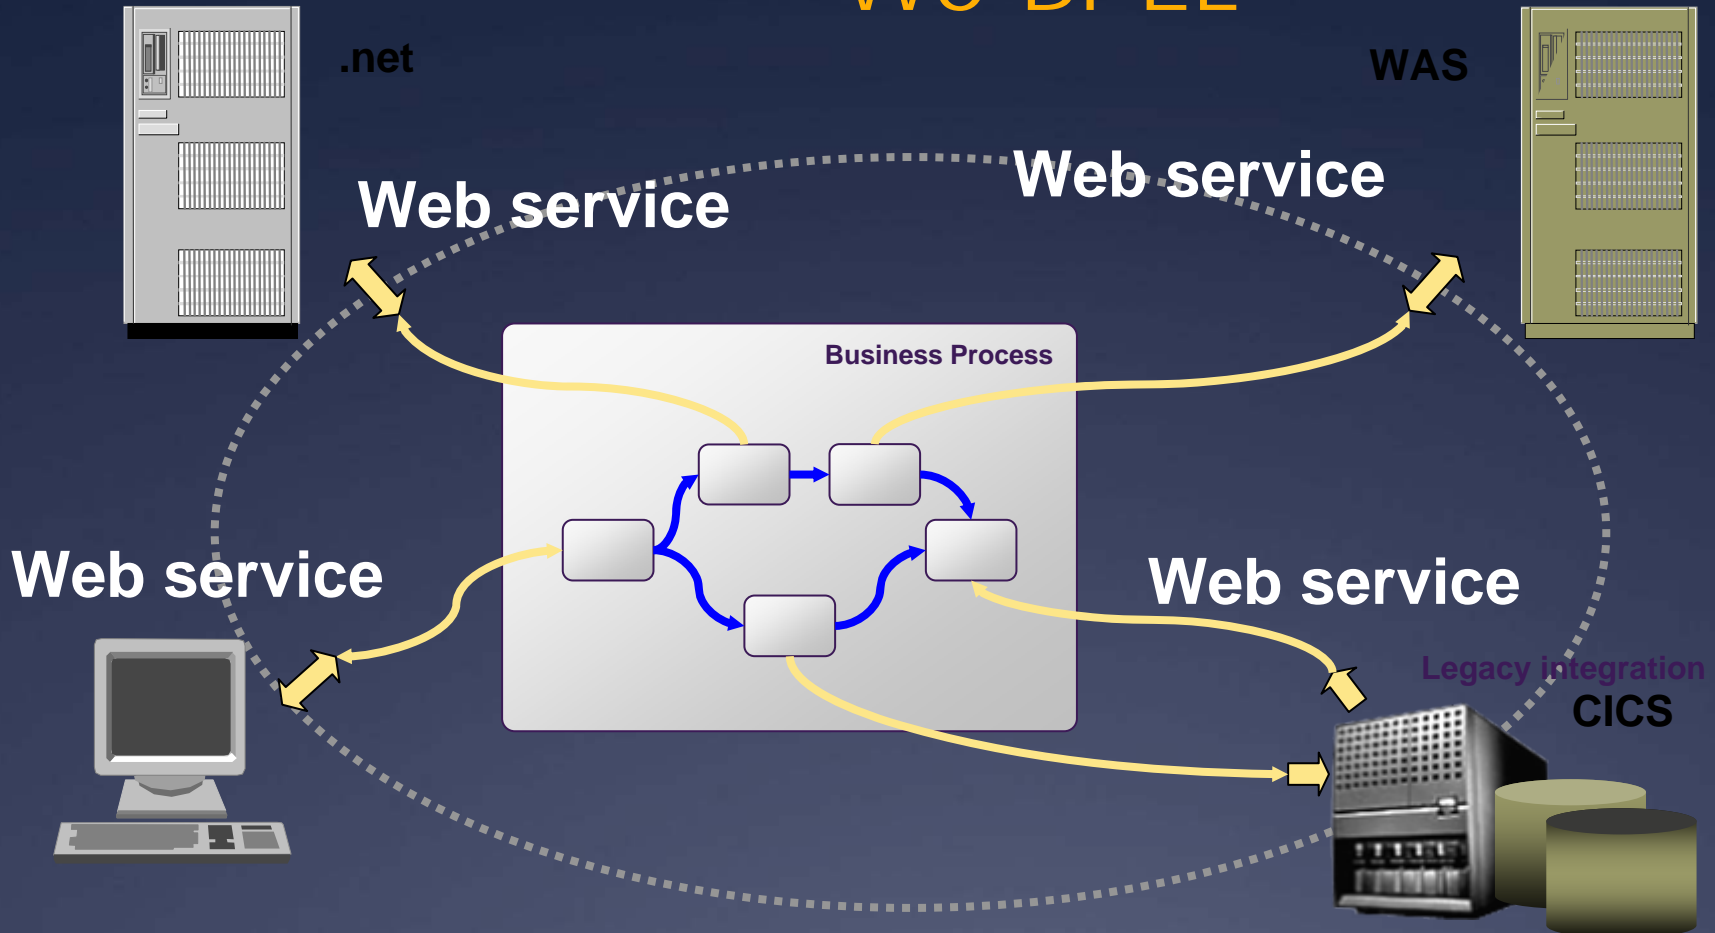 .net
WAS
Web service
Web service
Business Process
Web service
Web service
Legacy integration
CICS